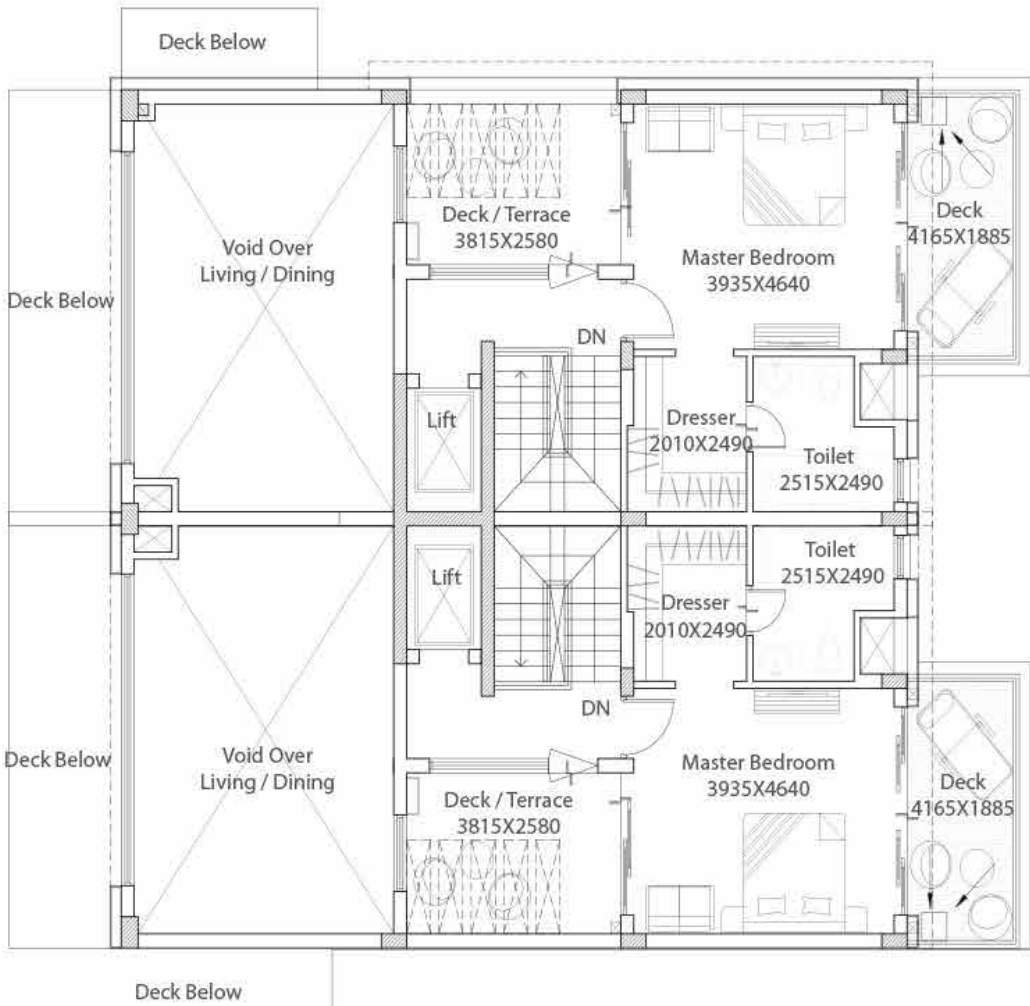 Deck Below
Deck / Terrace
3815X2580
Deck
4165X1885
Void Over
Living / Dining
Master Bedroom
3935X4640
Deck Below
DN
Lift
Dresser
2010X2490
Toilet
2515X2490
Toilet
2515X2490
Lift
Dresser
2010X2490
DN
Deck Below
Void Over
Living / Dining
Master Bedroom
3935X4640
Deck
4165X1885
Deck / Terrace
3815X2580
Deck Below